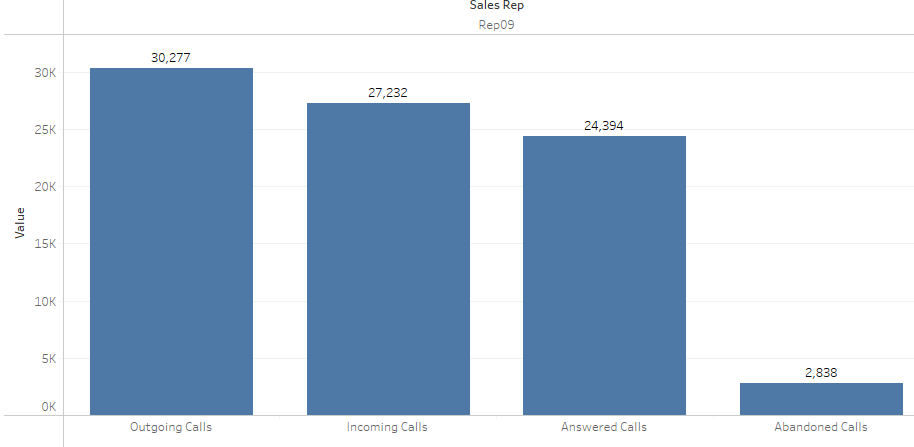 Sales Rep
Rep09
30,277
27,232
24,394
2,838
30K
25K
20K
15K
10K
5K
0K
Value
Outgoing Calls
Incoming Calls
Answered Calls
Abandoned Calls